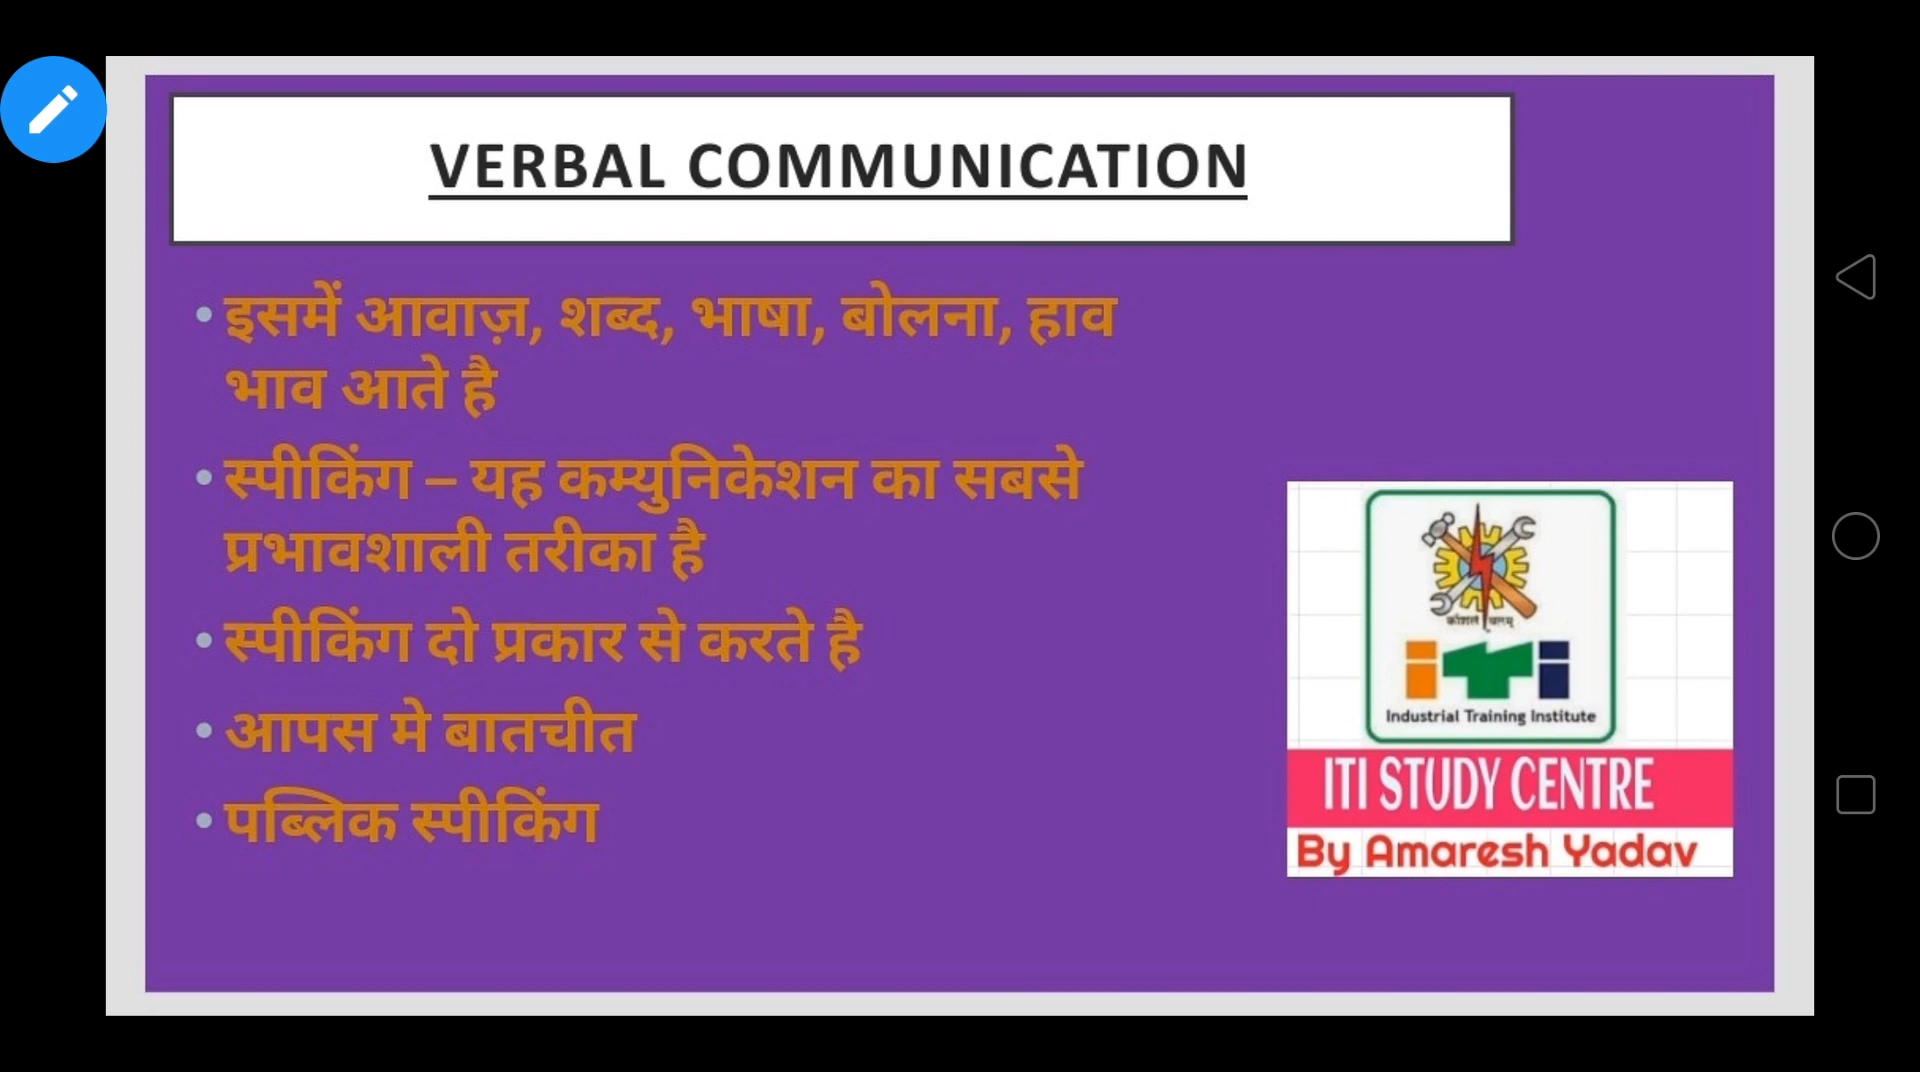 VERBAL COMMUNICATION
• इसमें आवाज़, शब्द, भाषा, बोलना, हाव
भाव आते है
• स्पीकिंग – यह कम्युनिकेशन का सबसे
प्रभावशाली तरीका है
• स्पीकिंग दो प्रकार से करते है
• आपस मे बातचीत
• पब्लिक स्पीकिंग
iTi
Industrial Training Institute
ITI STUDY CENTRE
By Amaresh Yadav